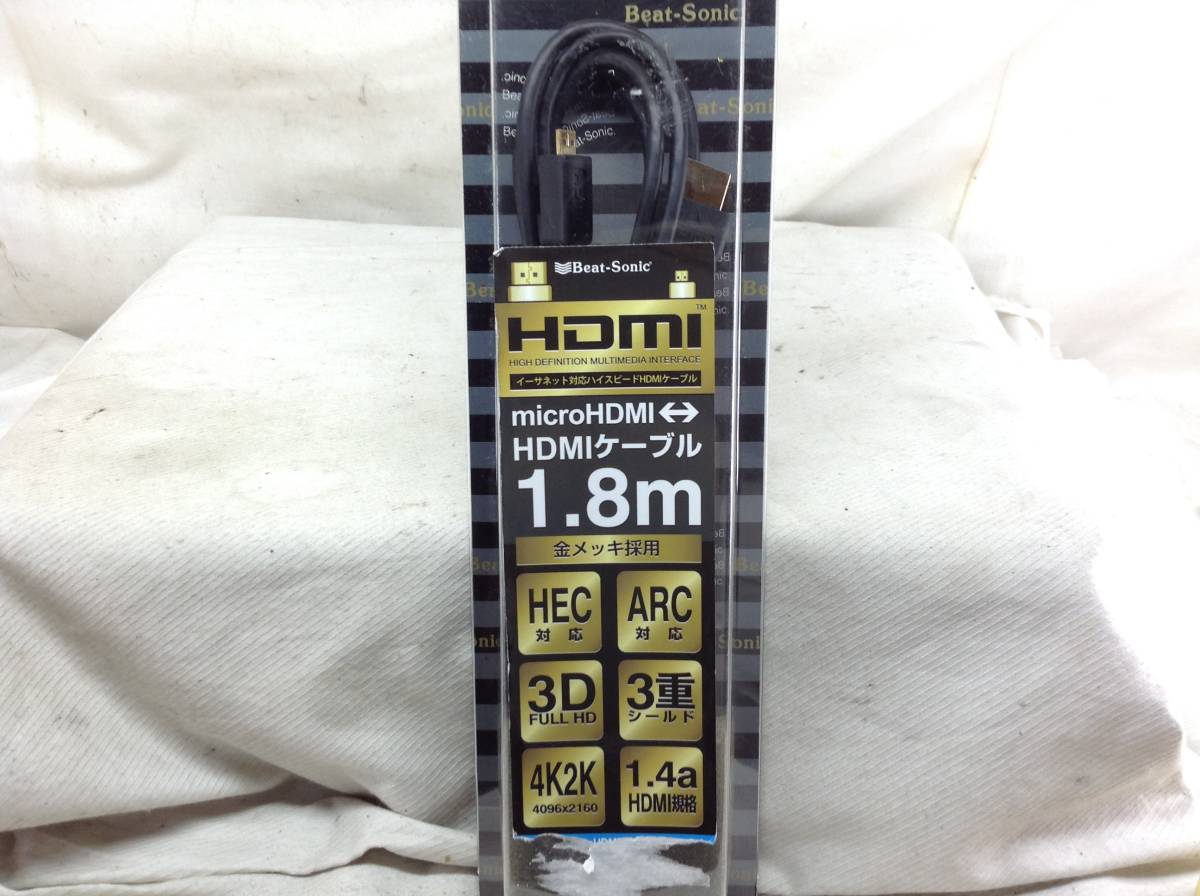 Beat-Sonic
Beat-Sonic®
HDMI™
HIGH DEFINITION MULTIMEDIA INTERFACE
イーサネット対応ハイスピードHDMIケーブル
microHDMI⇔
HDMIケーブル
1.8m
金メッキ採用
HEC
対応
ARC
対応
3D
FULL HD
3重
シールド
4K2K
4096x2160
1.4a
HDMI規格